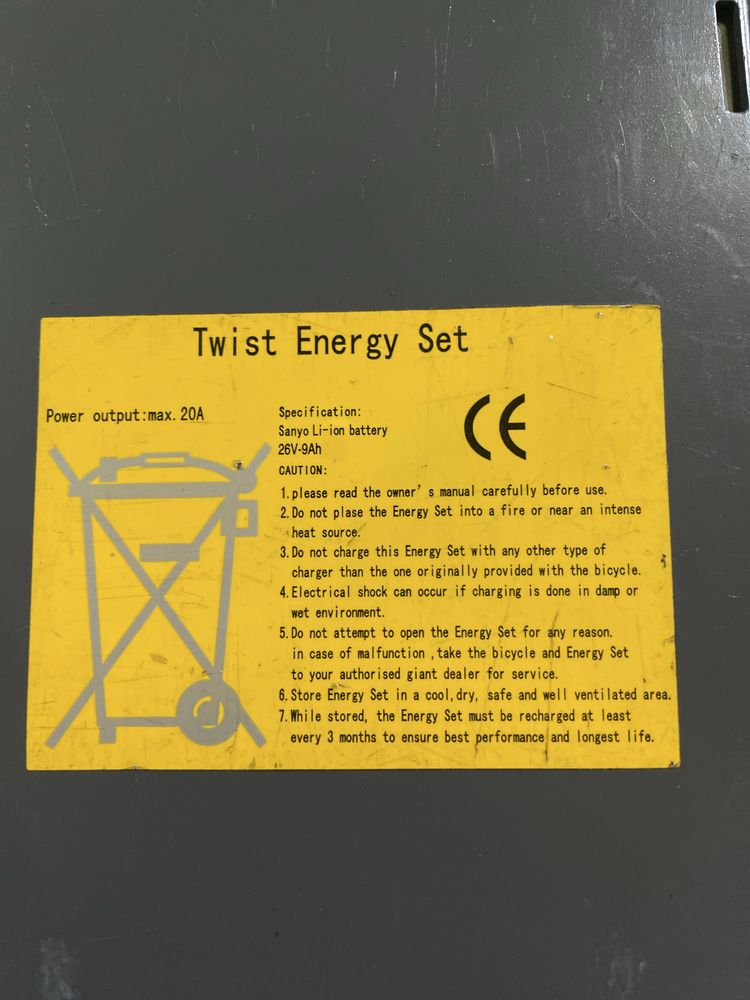 Twist Energy Set
Power output:max.20A
Specification:
Sanyo Li-ion battery
26V-9Ah
CE
CAUTION:
1.please read the owner's manual carefully before use.
2.Do not plase the Energy Set into a fire or near an intense
heat source.
3.Do not charge this Energy Set with any other type of
charger than the one originally provided with the bicycle.
4.Electrical shock can occur if charging is done in damp or
wet environment.
5.Do not attempt to open the Energy Set for any reason.
in case of malfunction ,take the bicycle and Energy Set
to your authorised giant dealer for service.
6.Store Energy Set in a cool,dry, safe and well ventilated area.
7.While stored, the Energy Set must be recharged at least
every 3 months to ensure best performance and longest life.